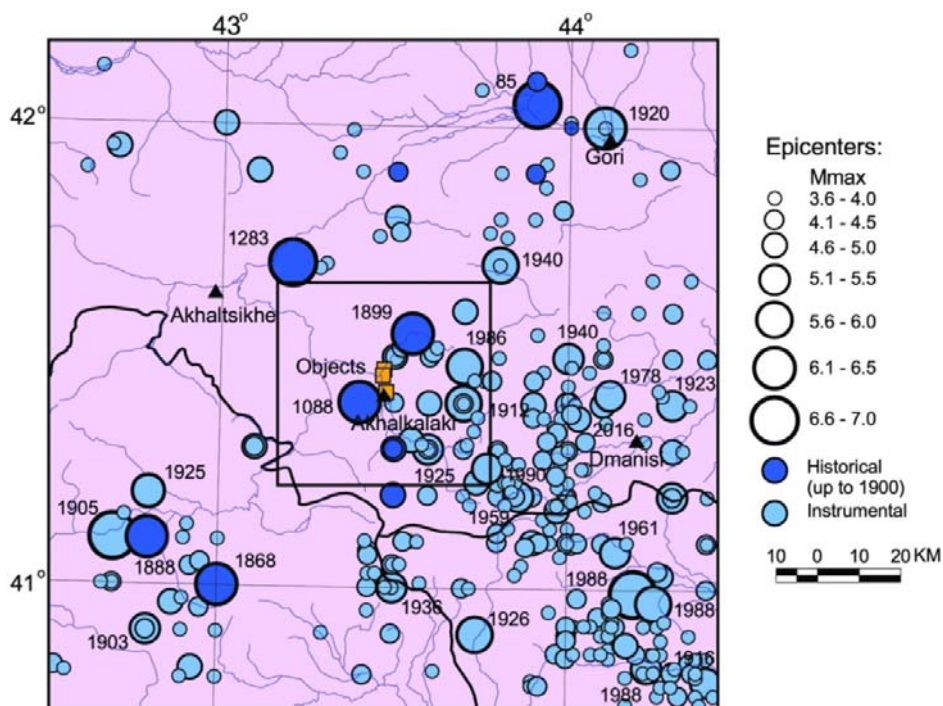 43°
44°
42°
41°
85
1920
Gori
1283
1940
Akhaltsikhe
1899
1986
1940
Objects
1978
1923
1088
1912
Akhalkalaki
2016
Dmanisi
1925
1990
1925
1905
1959
1961
1888
1868
1988
1988
1936
1926
1903
1916
1988
Epicenters:
Mmax
3.6 - 4.0
4.1 - 4.5
4.6 - 5.0
5.1 - 5.5
5.6 - 6.0
6.1 - 6.5
6.6 - 7.0
Historical
(up to 1900)
Instrumental
10 0 10 20 KM